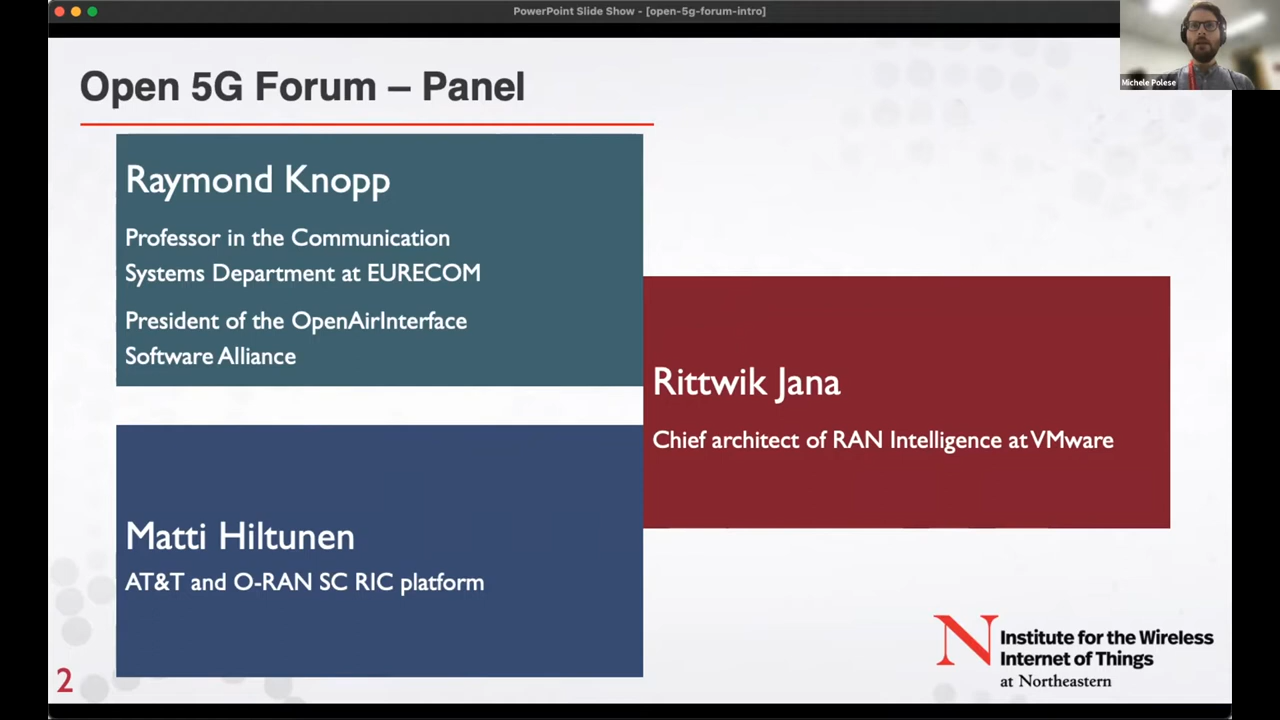 PowerPoint Slide Show - [open-5g-forum-intro]
Michele Polese
Open 5G Forum – Panel
Raymond Knopp
Professor in the Communication
Systems Department at EURECOM
President of the OpenAirInterface
Software Alliance
Rittwik Jana
Chief architect of RAN Intelligence at VMware
Matti Hiltunen
AT&T and O-RAN SC RIC platform
N
Institute for the Wireless
Internet of Things
at Northeastern
2